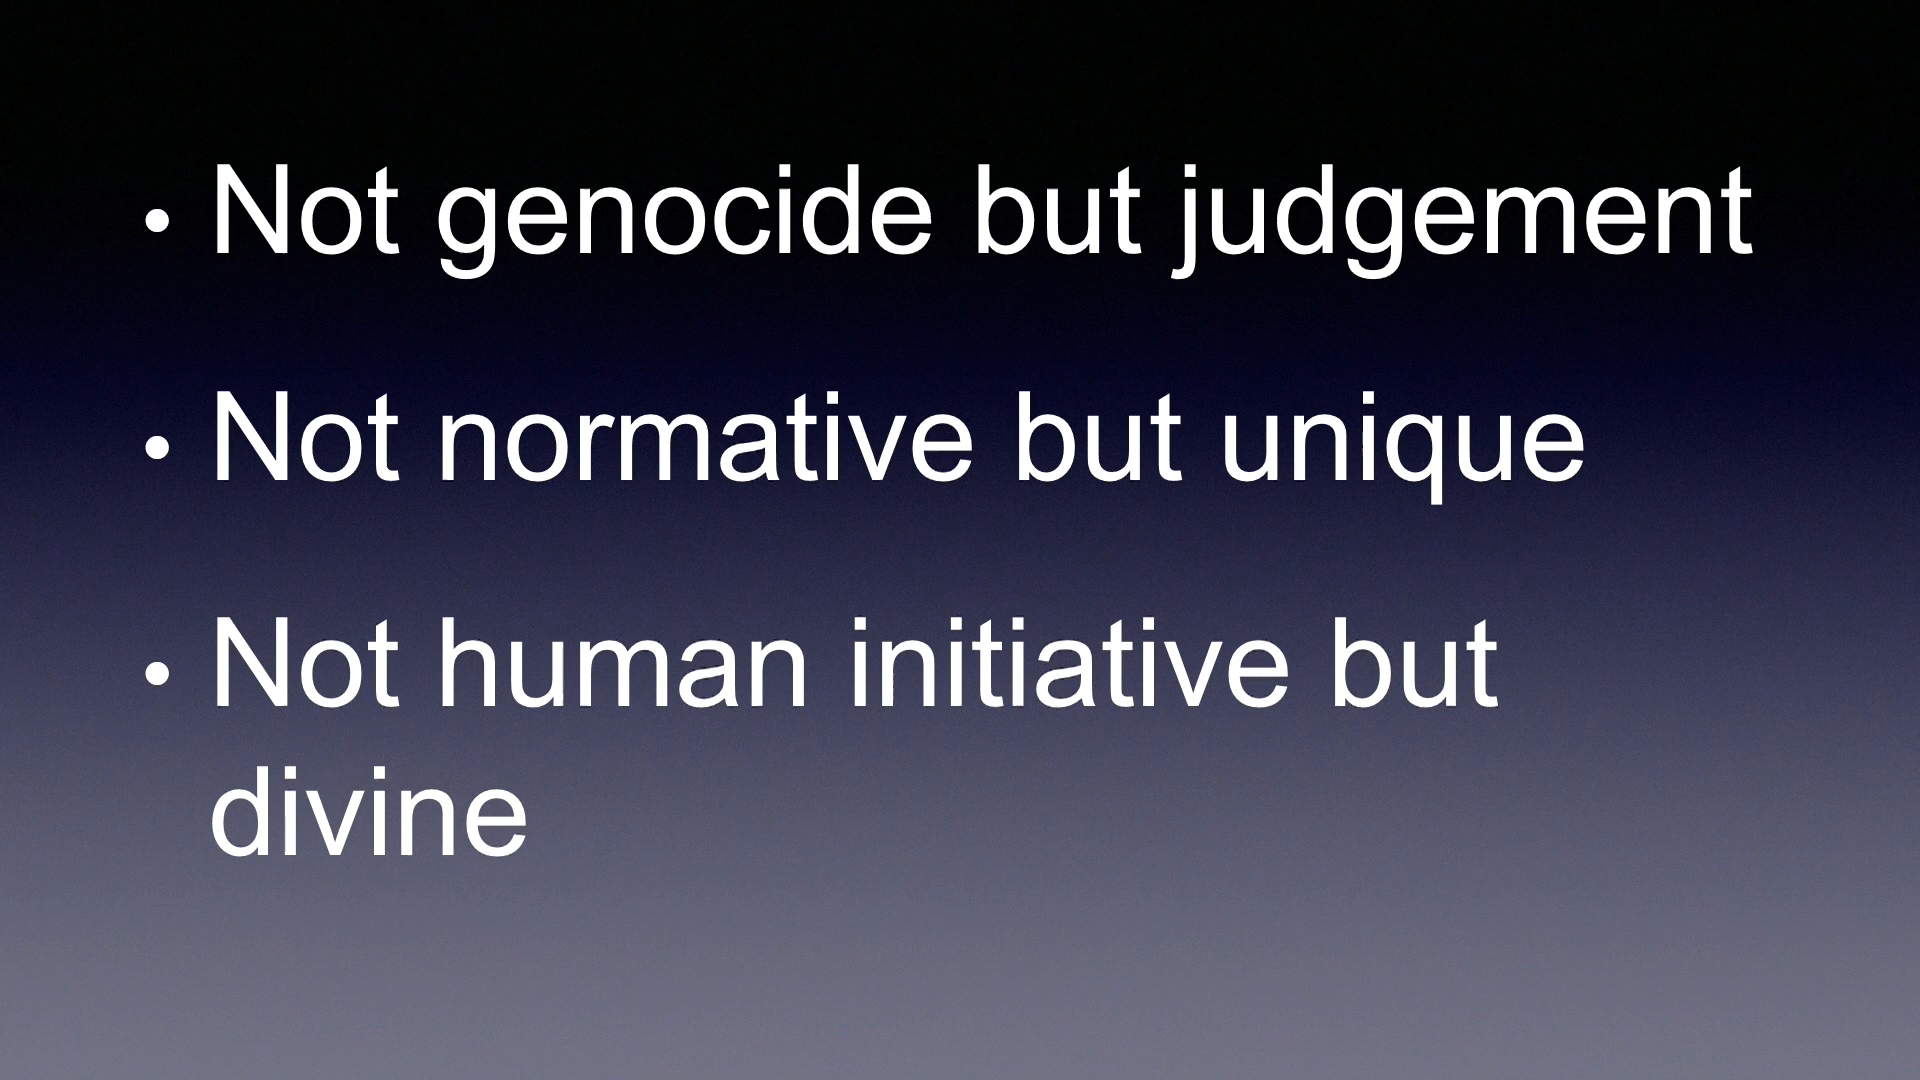 • Not genocide but judgement
• Not normative but unique
• Not human initiative but
divine